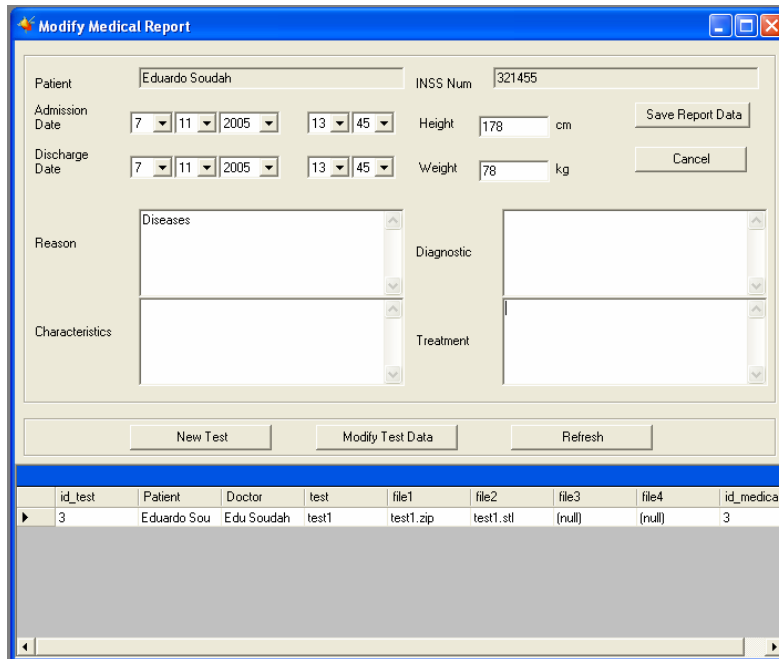 Modify Medical Report
Patient Eduardo Soudah INSS Num 321455
Admission Date 7 11 2005 13 45 Height 178 cm Save Report Data
Discharge Date 7 11 2005 13 45 Weight 78 kg Cancel
Reason Diseases Diagnostic
Characteristics Treatment
New Test Modify Test Data Refresh
id_test Patient Doctor test file1 file2 file3 file4 id_medica
3 Eduardo Sou Edu Soudah test1 test1.zip test1.stl (null) (null) 3